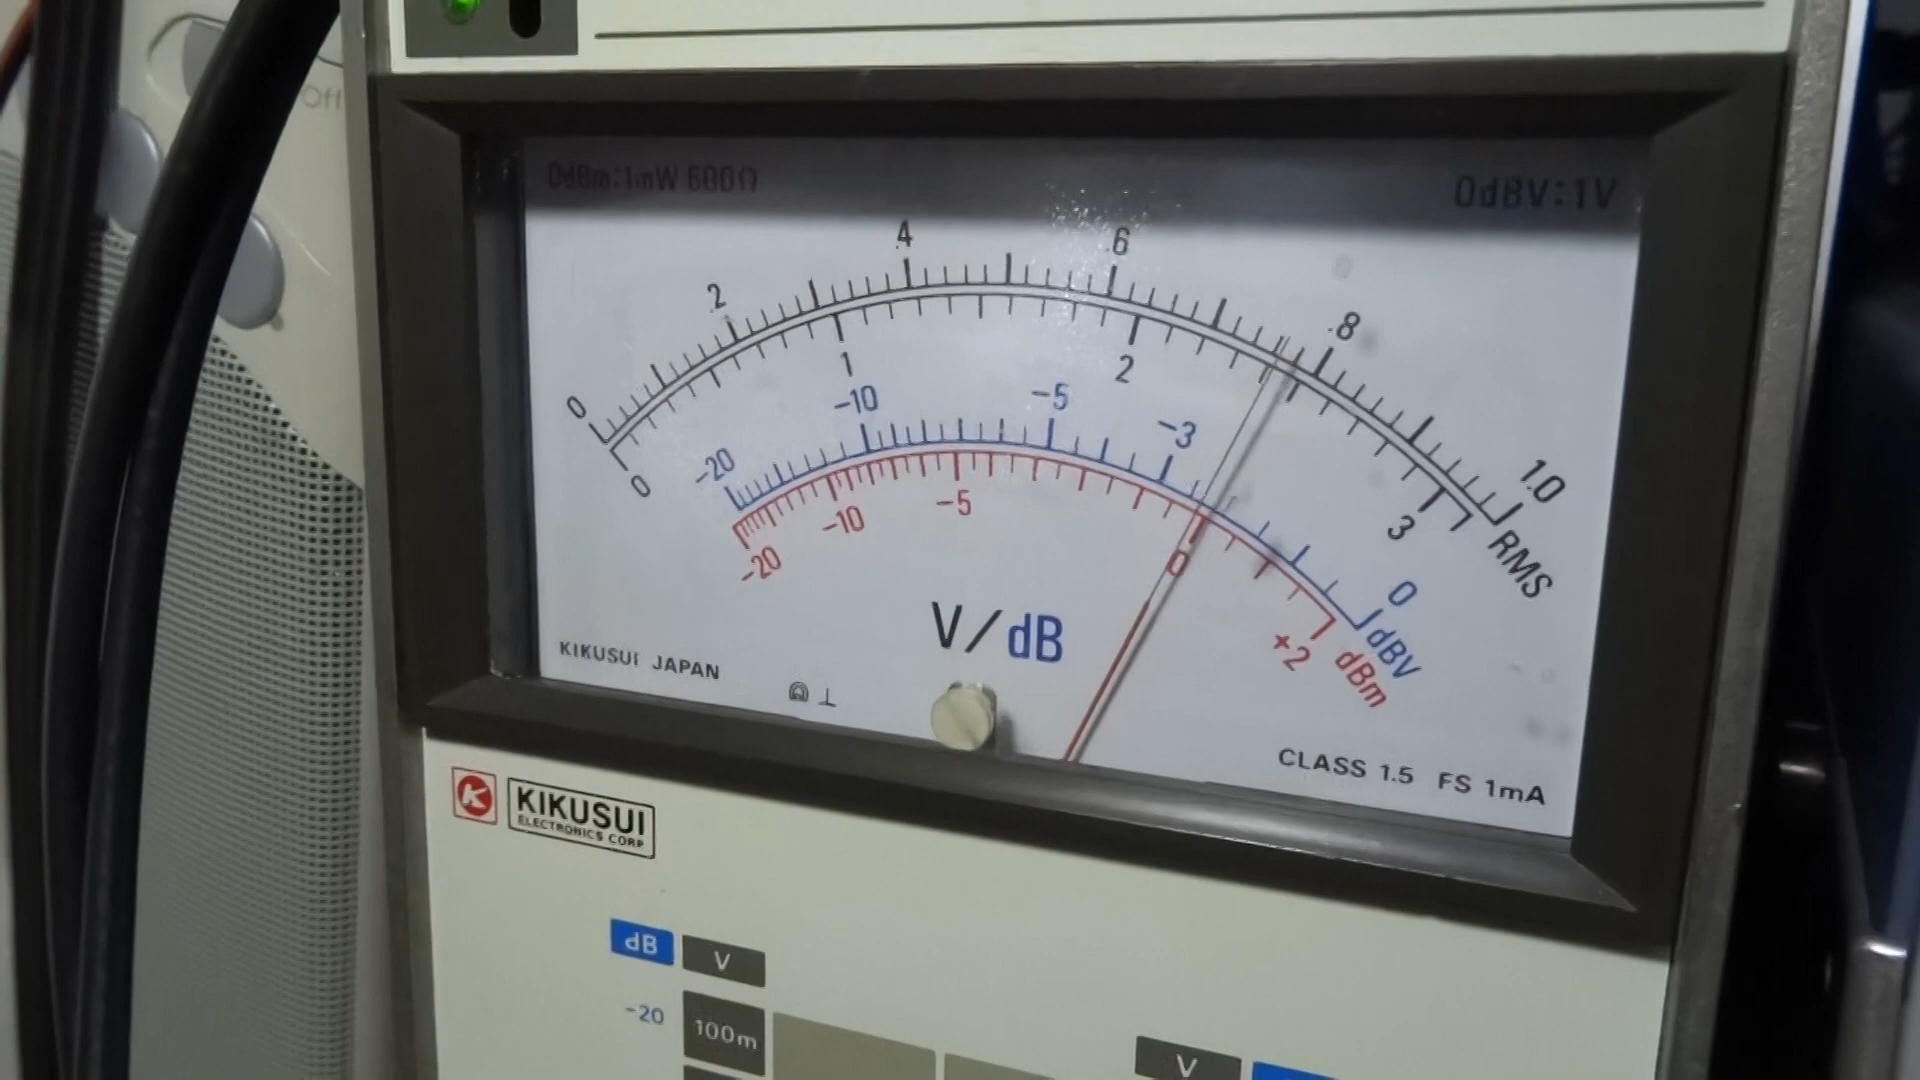 Off
0dBm:1mW 600Ω
0dBV:1V
0 .2 .4 .6 .8 1.0
RMS
0 1 2 3
-20 -10 -5 -3 0
dBV
-20 -10 -5 0 +2
dBm
V/dB
KIKUSUI JAPAN
CLASS 1.5 FS 1mA
K
KIKUSUI
ELECTRONICS CORP
dB V
-20 100m
V